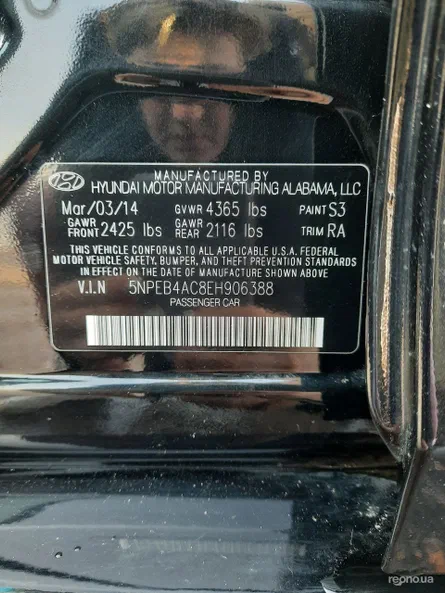 MANUFACTURED BY
HYUNDAI MOTOR MANUFACTURING ALABAMA, LLC
Mar/03/14 GVWR 4365 lbs PAINT S3
GAWR FRONT 2425 lbs GAWR REAR 2116 lbs TRIM RA
THIS VEHICLE CONFORMS TO ALL APPLICABLE U.S.A. FEDERAL
MOTOR VEHICLE SAFETY, BUMPER, AND THEFT PREVENTION STANDARDS
IN EFFECT ON THE DATE OF MANUFACTURE SHOWN ABOVE.
V.I.N 5NPEB4AC8EH906388
PASSENGER CAR
reono.ua